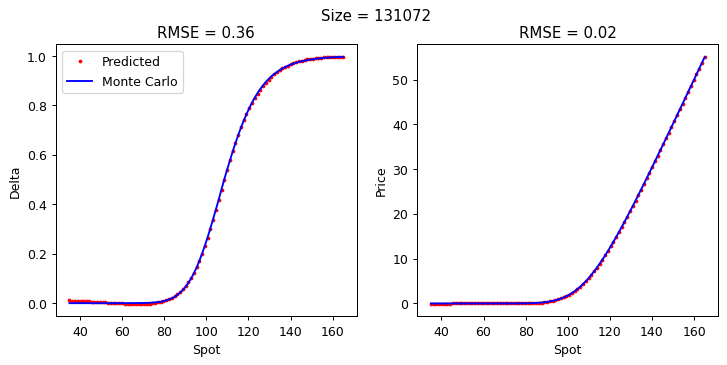 Size = 131072
RMSE = 0.36
Predicted
Monte Carlo
1.0
0.8
0.6
0.4
0.2
0.0
Delta
40 60 80 100 120 140 160
Spot
RMSE = 0.02
50
40
30
20
10
0
Price
40 60 80 100 120 140 160
Spot